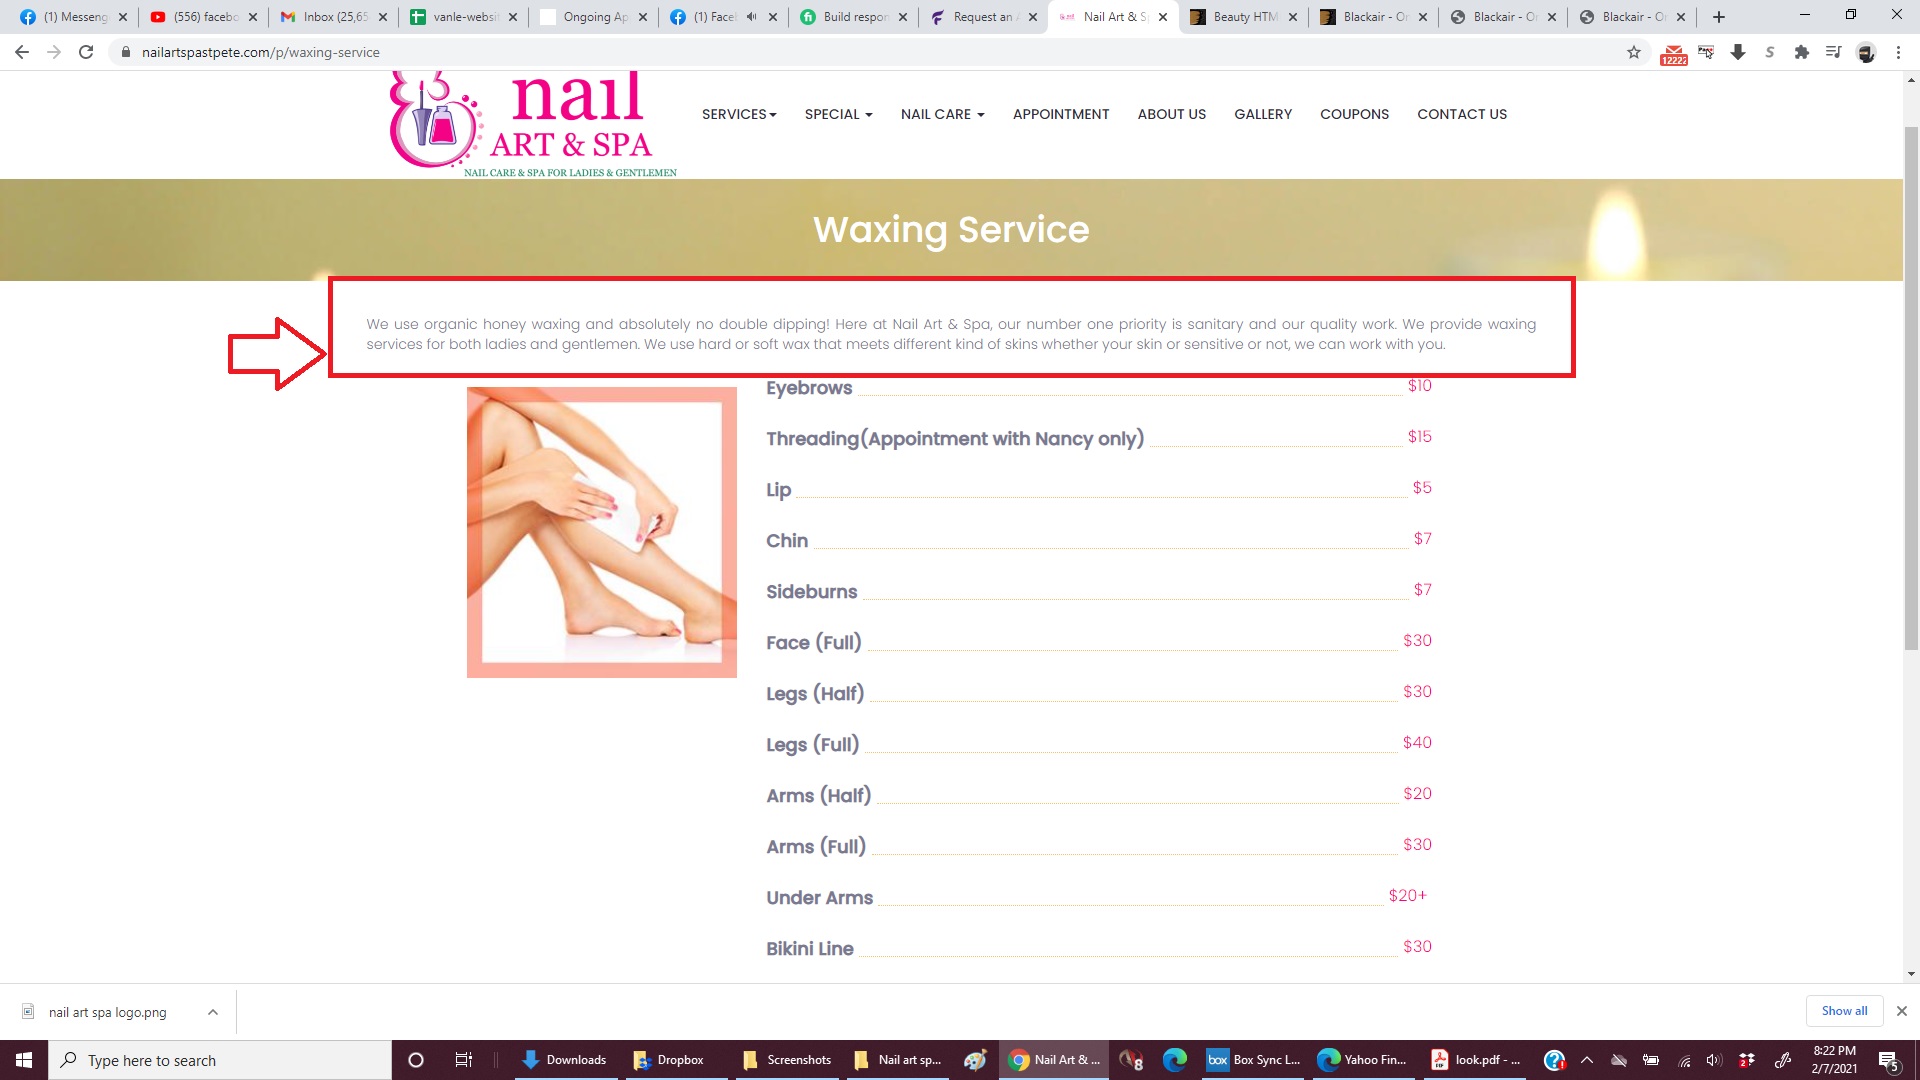 (1) Messeng
(556) facebo
Inbox (25,65
vanle-websit
Ongoing Ap
(1) Faceb
Build respon
Request an
Nail Art & S
Beauty HTM
Blackair - On
Blackair - On
Blackair - On
nailartspastpete.com/p/waxing-service
12222
nail
ART & SPA
NAIL CARE & SPA FOR LADIES & GENTLEMEN
SERVICES
SPECIAL
NAIL CARE
APPOINTMENT
ABOUT US
GALLERY
COUPONS
CONTACT US
Waxing Service
We use organic honey waxing and absolutely no double dipping! Here at Nail Art & Spa, our number one priority is sanitary and our quality work. We provide waxing
services for both ladies and gentlemen. We use hard or soft wax that meets different kind of skins whether your skin or sensitive or not, we can work with you.
Eyebrows $10
Threading(Appointment with Nancy only) $15
Lip $5
Chin $7
Sideburns $7
Face (Full) $30
Legs (Half) $30
Legs (Full) $40
Arms (Half) $20
Arms (Full) $30
Under Arms $20+
Bikini Line $30
nail art spa logo.png
Show all
Type here to search
Downloads
Dropbox
Screenshots
Nail art sp...
Nail Art & ...
Box Sync L...
Yahoo Fin...
look.pdf - ...
8:22 PM
2/7/2021
5